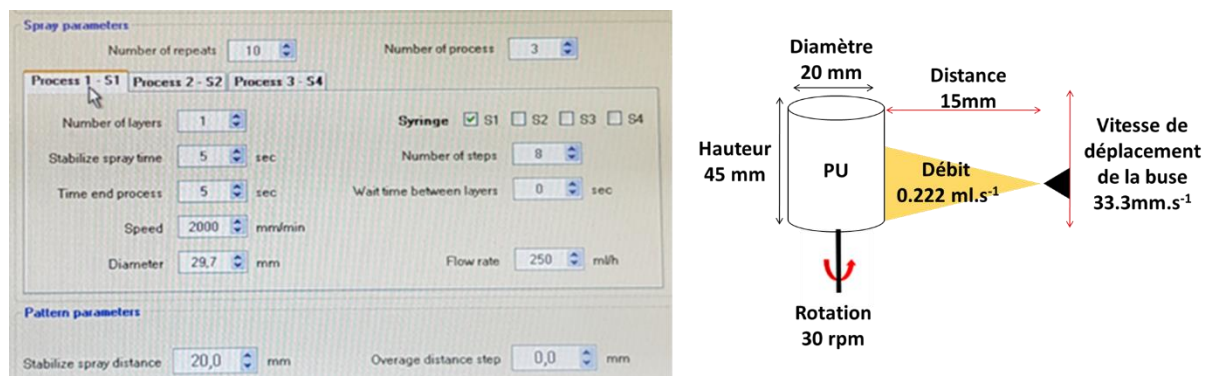 Spray parameters
Number of repeats 10 Number of process 3
Process 1 - S1 Process 2 - S2 Process 3 - S4
Number of layers 1 Syringe S1 S2 S3 S4
Stabilize spray time 5 sec Number of steps 8
Time end process 5 sec Wait time between layers 0 sec
Speed 2000 mm/min
Diameter 29,7 mm Flow rate 250 ml/h
Pattern parameters
Stabilize spray distance 20,0 mm Overage distance step 0,0 mm
Diamètre
20 mm
Distance
15mm
Hauteur
45 mm
PU
Débit
0.222 ml.s-1
Vitesse de
déplacement
de la buse
33.3mm.s-1
Rotation
30 rpm